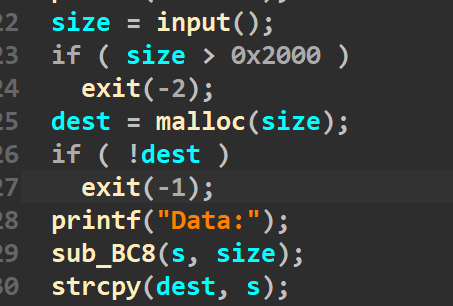 22 size = input();
23 if ( size > 0x2000 )
24 exit(-2);
25 dest = malloc(size);
26 if ( !dest )
27 exit(-1);
28 printf("Data:");
29 sub_BC8(s, size);
30 strcpy(dest, s);